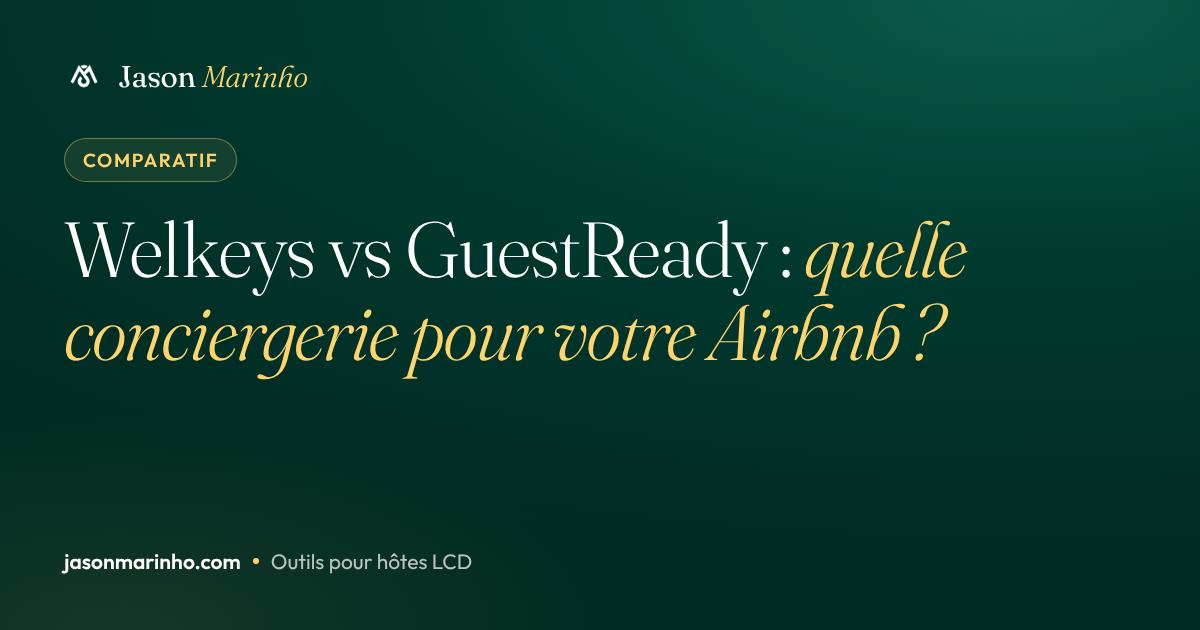 Jason Marinho
COMPARATIF
Welkeys vs GuestReady : quelle
conciergerie pour votre Airbnb ?
jasonmarinho.com • Outils pour hôtes LCD